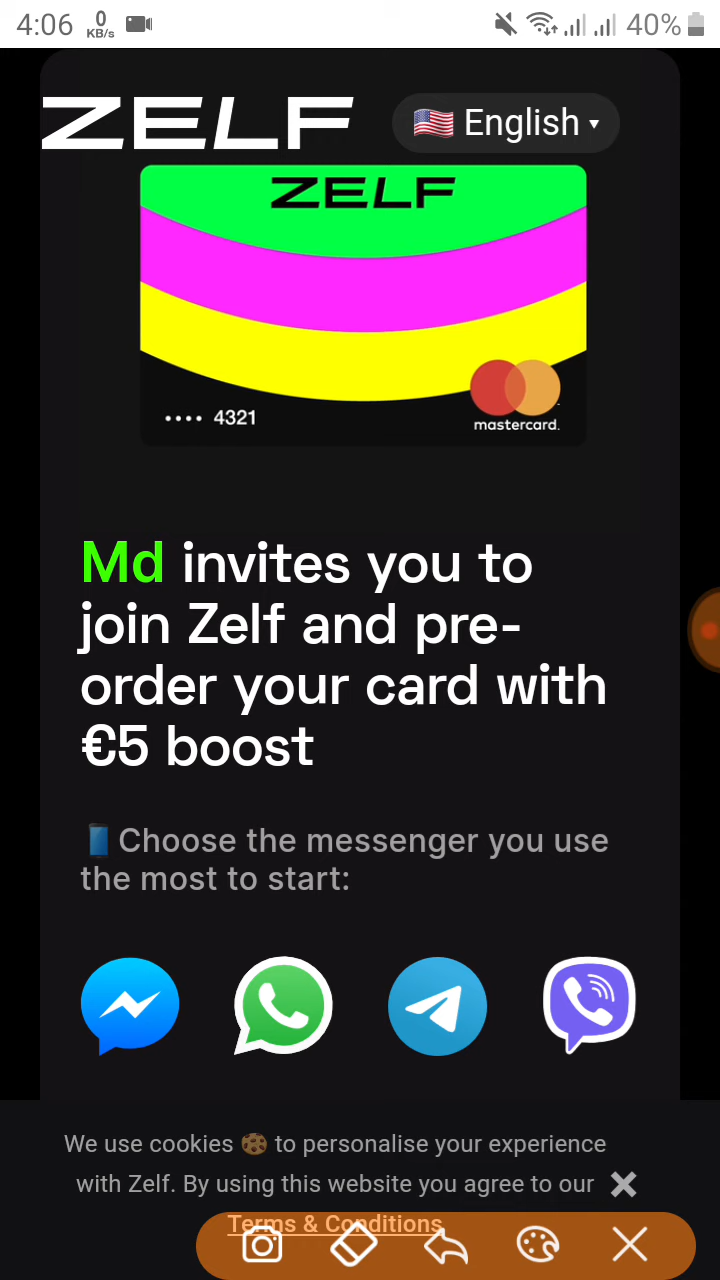 4:06 0 KB/s 40%
ZELF English
ZELF
•••• 4321
mastercard.
Md invites you to
join Zelf and pre-
order your card with
€5 boost
Choose the messenger you use
the most to start:
We use cookies to personalise your experience
with Zelf. By using this website you agree to our
Terms & Conditions